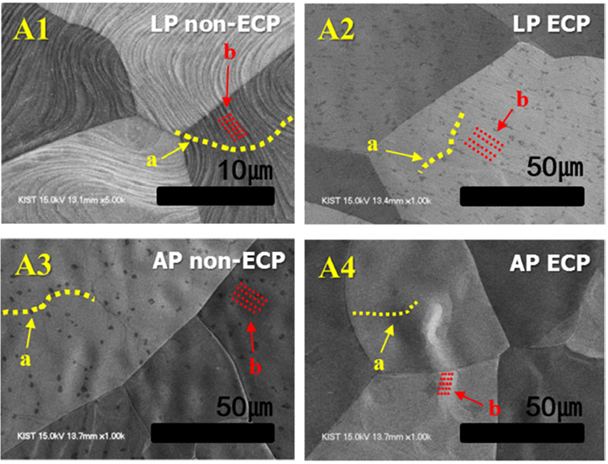 A1
LP non-ECP
b
a
10μm
KIST 15.0kV 13.1mm x5.00k
A2
LP ECP
b
a
50μm
KIST 15.0kV 13.4mm x1.00k
A3
AP non-ECP
a
b
50μm
KIST 15.0kV 13.7mm x1.00k
A4
AP ECP
a
b
50μm
KIST 15.0kV 13.7mm x1.00k